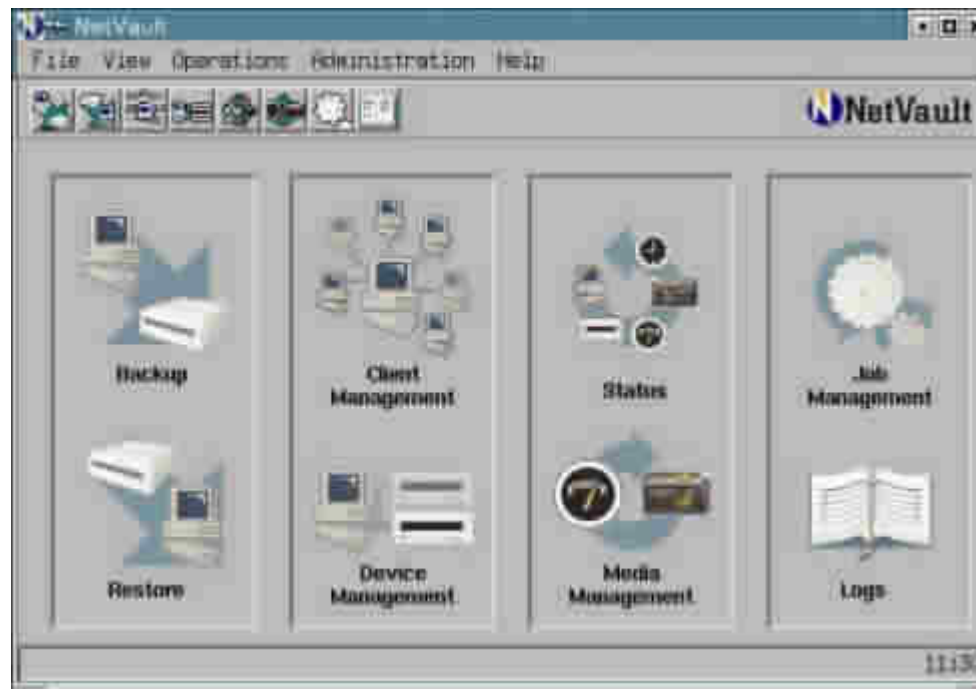 NetVault
File View Operations Administration Help
NetVault
Backup
Client
Management
Status
Job
Management
Restore
Device
Management
Media
Management
Logs